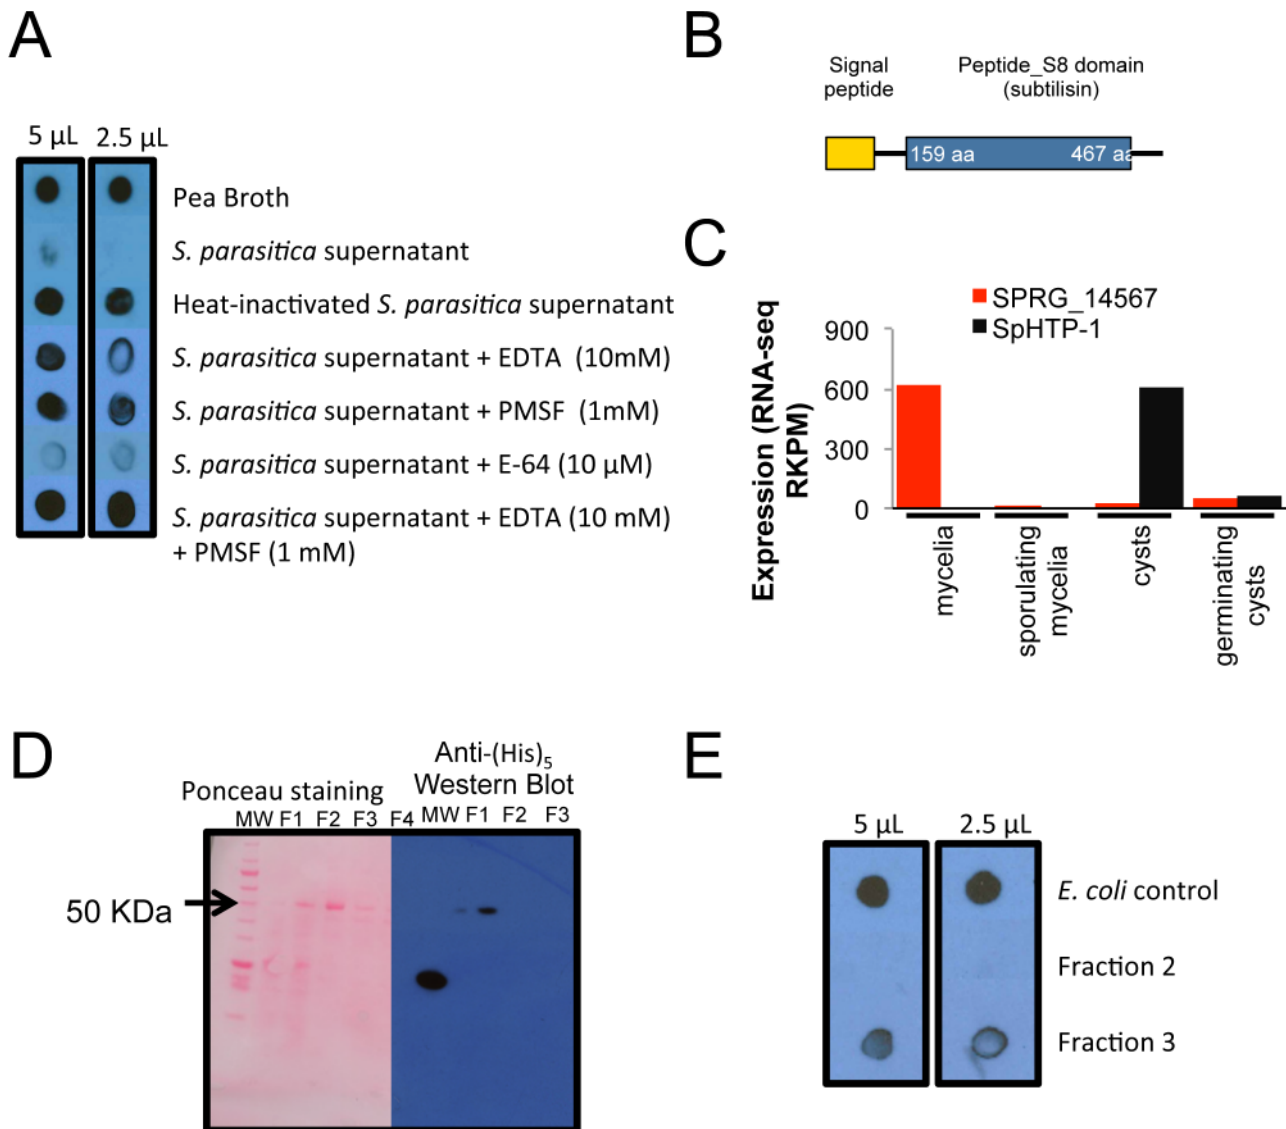 A
5 µL
2.5 µL
Pea Broth
S. parasitica supernatant
Heat-inactivated S. parasitica supernatant
S. parasitica supernatant + EDTA (10mM)
S. parasitica supernatant + PMSF (1mM)
S. parasitica supernatant + E-64 (10 µM)
S. parasitica supernatant + EDTA (10 mM)
+ PMSF (1 mM)
B
Signal
peptide
Peptide_S8 domain
(subtilisin)
159 aa
467 aa
C
SPRG_14567
SpHTP-1
Expression (RNA-seq
RKPM)
900
600
300
0
mycelia
sporulating
mycelia
cysts
germinating
cysts
D
Ponceau staining
Anti-(His)5
Western Blot
MW F1 F2 F3 F4 MW F1 F2 F3
50 KDa
E
5 µL
2.5 µL
E. coli control
Fraction 2
Fraction 3